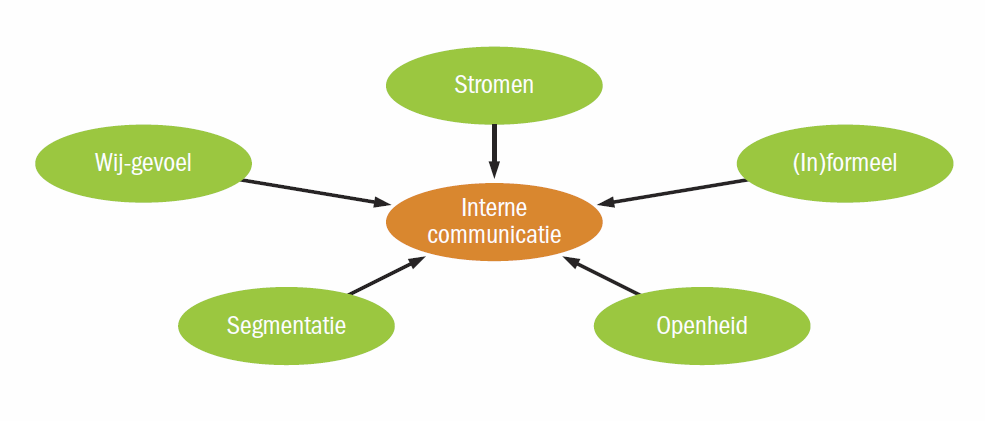 Stromen
Wij-gevoel
(In)formeel
Interne
communicatie
Segmentatie
Openheid